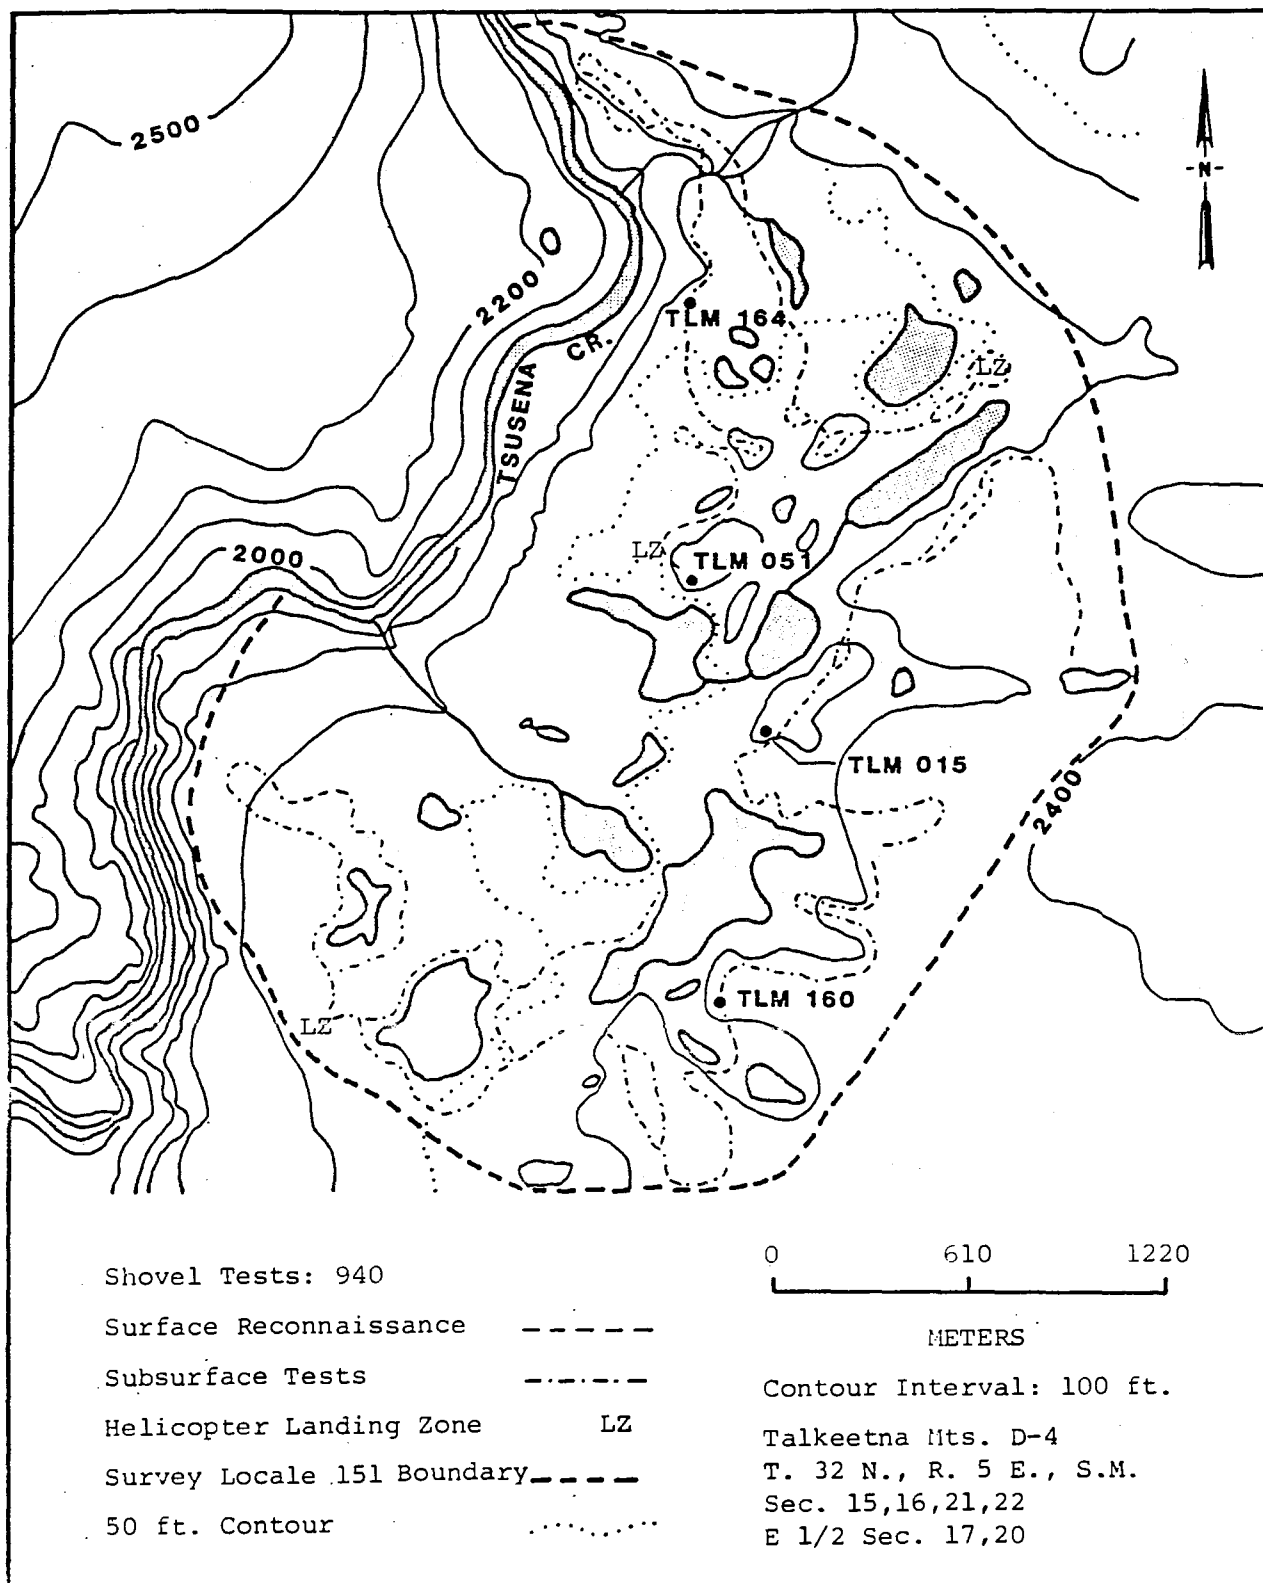 2500
-N-
2200
TLM 164
CR.
TSUSENA
LZ
2000
LZ
TLM 051
TLM 015
2400
TLM 160
LZ
0 610 1220
METERS
Shovel Tests: 940
Surface Reconnaissance
Subsurface Tests
Helicopter Landing Zone LZ
Survey Locale 151 Boundary
50 ft. Contour
Contour Interval: 100 ft.
Talkeetna Mts. D-4
T. 32 N., R. 5 E., S.M.
Sec. 15,16,21,22
E 1/2 Sec. 17,20